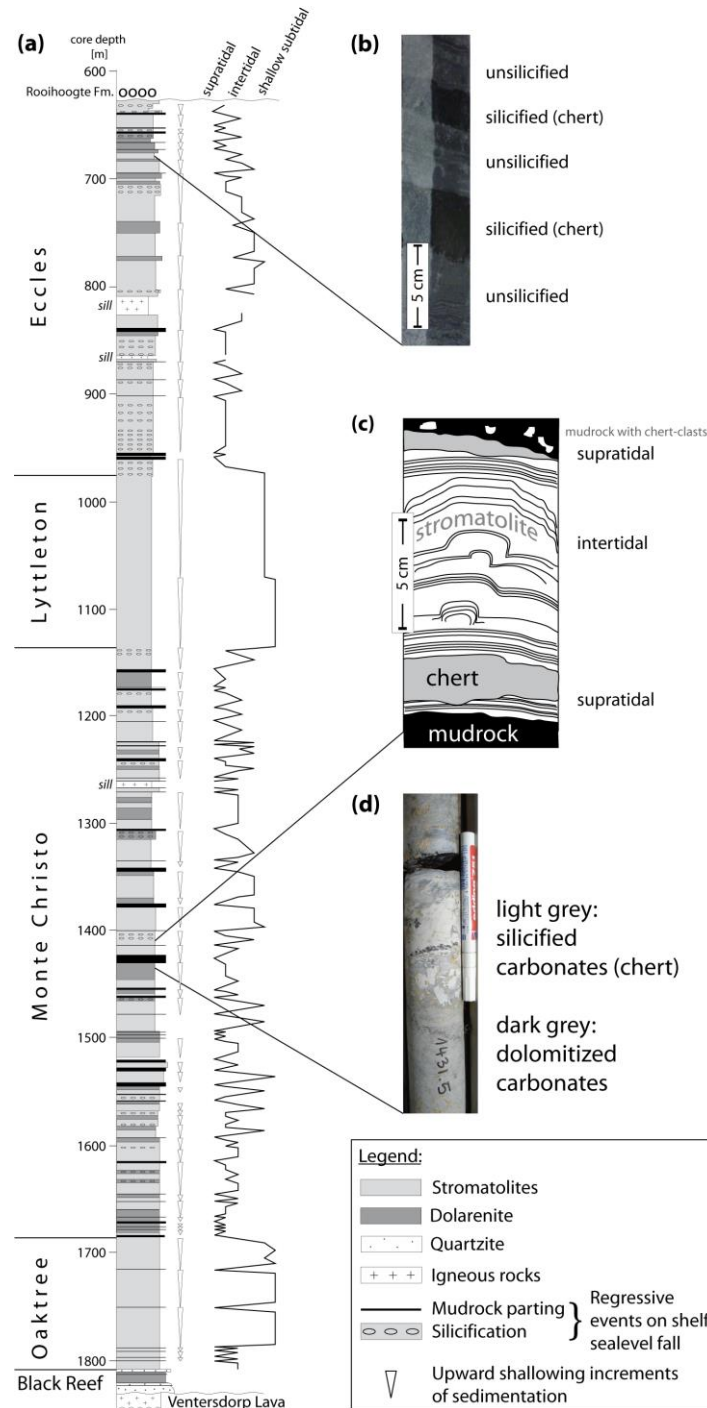 (a)
core depth
[m]
600
Rooihoogte Fm.
supratidal
intertidal
shallow subtidal
700
800
sill
sill
900
1000
1100
1200
sill
1300
1400
1500
1600
1700
1800
Eccles
Lyttleton
Monte Christo
Oaktree
Black Reef
Ventersdorp Lava
(b)
unsilicified
silicified (chert)
unsilicified
silicified (chert)
unsilicified
5 cm
(c)
mudrock with chert-clasts
supratidal
stromatolite
intertidal
5 cm
chert
supratidal
mudrock
(d)
light grey:
silicified
carbonates (chert)
dark grey:
dolomitized
carbonates
1431.5
Legend:
Stromatolites
Dolarenite
Quartzite
Igneous rocks
Mudrock parting
Silicification
Regressive
events on shelf
sealevel fall
Upward shallowing increments
of sedimentation